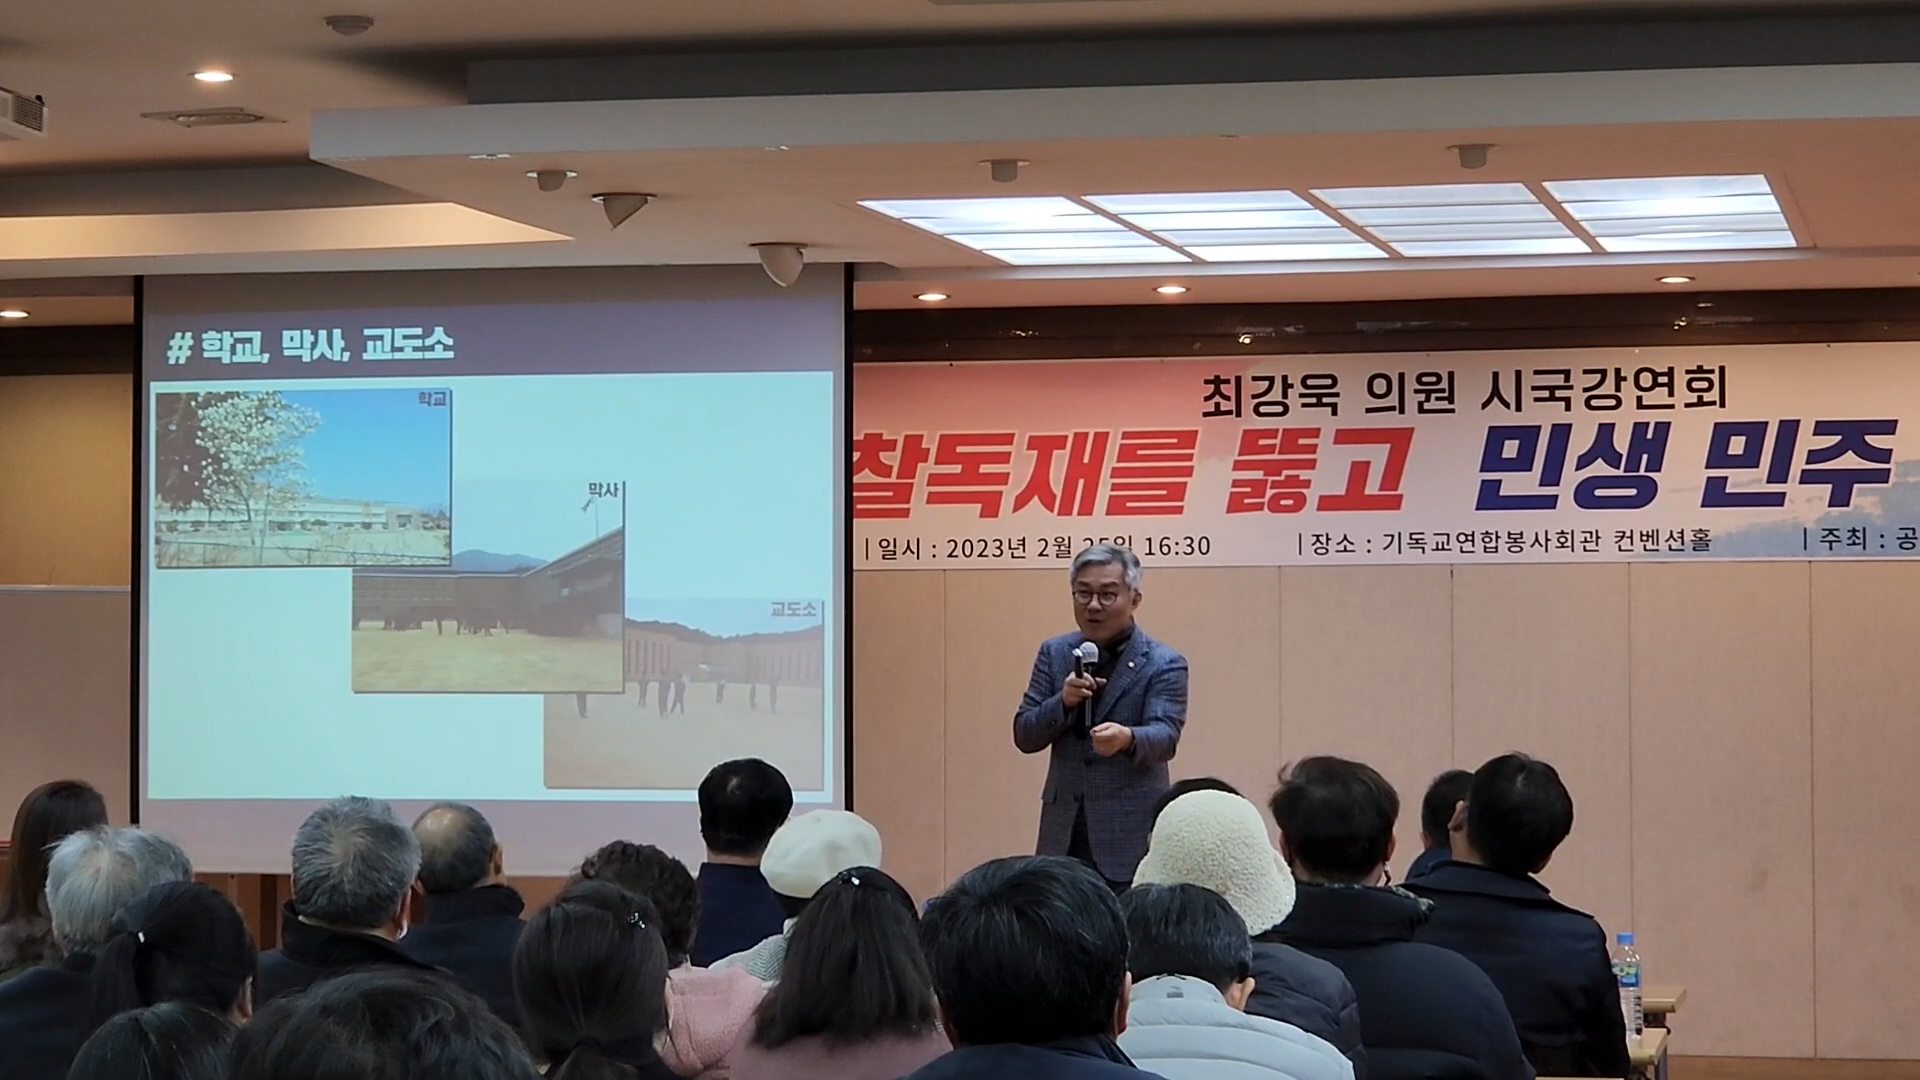 # 학교, 막사, 교도소
학교
막사
교도소
최강욱 의원 시국강연회
찰독재를 뚫고 민생 민주
| 일시 : 2023년 2월 25일 16:30 | 장소 : 기독교연합봉사회관 컨벤션홀 | 주최 : 공